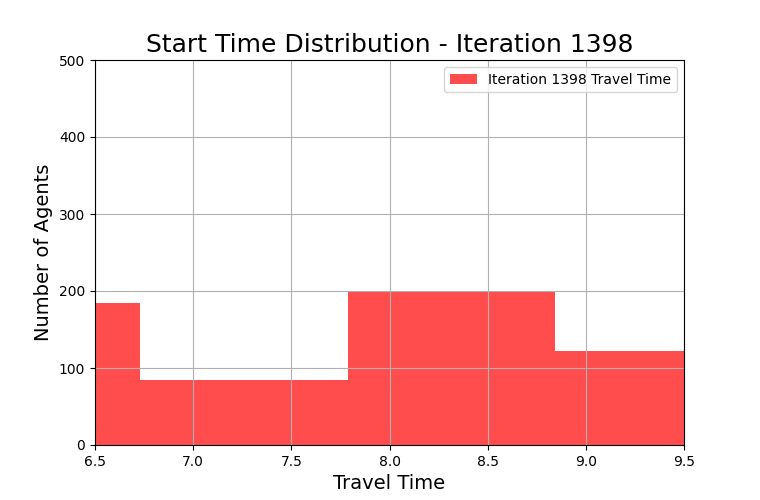 Start Time Distribution - Iteration 1398
Iteration 1398 Travel Time
Number of Agents
500
400
300
200
100
0
6.5 7.0 7.5 8.0 8.5 9.0 9.5
Travel Time